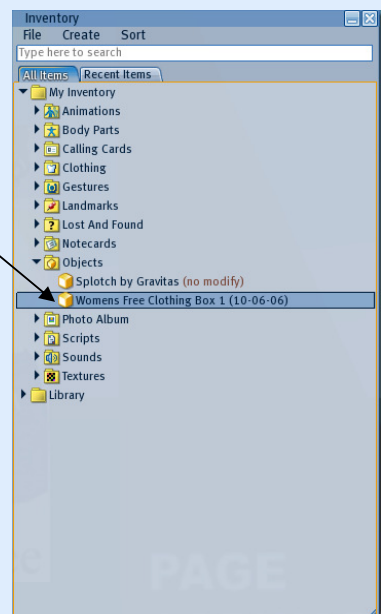 Inventory
File Create Sort
Type here to search
All Items Recent Items
My Inventory
Animations
Body Parts
Calling Cards
Clothing
Gestures
Landmarks
Lost And Found
Notecards
Objects
Splotch by Gravitas (no modify)
Womens Free Clothing Box 1 (10-06-06)
Photo Album
Scripts
Sounds
Textures
Library
PAGE